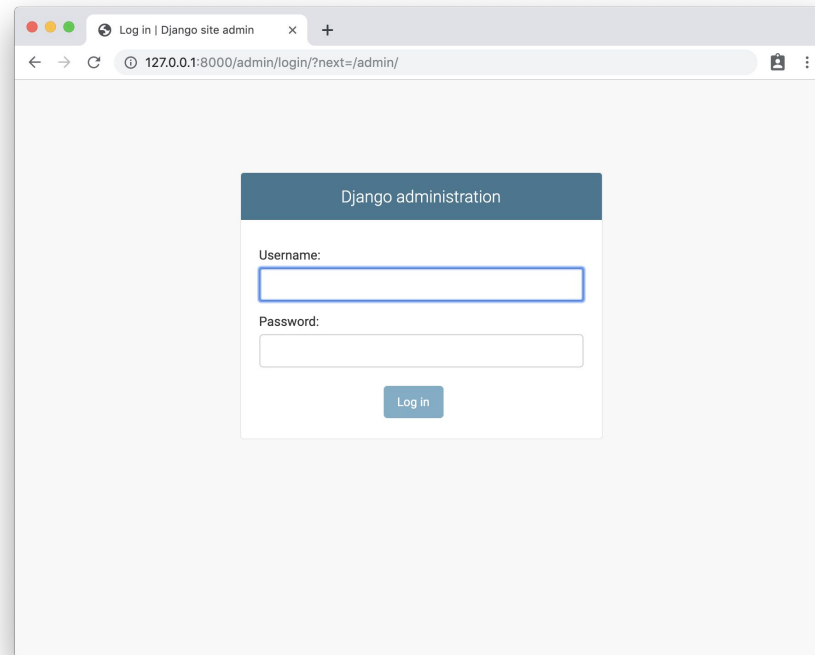 Log in | Django site admin
127.0.0.1:8000/admin/login/?next=/admin/
Django administration
Username:
Password:
Log in